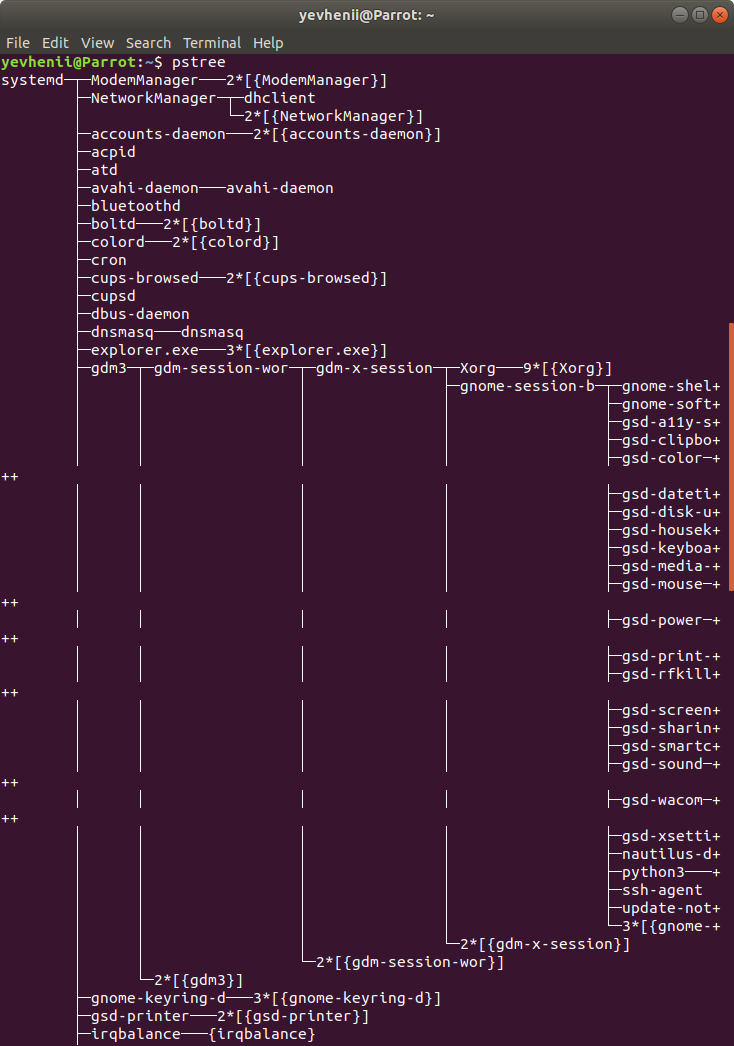 yevhenii@Parrot: ~
File Edit View Search Terminal Help
yevhenii@Parrot:~$ pstree
systemd─┬─ModemManager───2*[{ModemManager}]
        ├─NetworkManager─┬─dhclient
        │                └─2*[{NetworkManager}]
        ├─accounts-daemon───2*[{accounts-daemon}]
        ├─acpid
        ├─atd
        ├─avahi-daemon───avahi-daemon
        ├─bluetoothd
        ├─boltd───2*[{boltd}]
        ├─colord───2*[{colord}]
        ├─cron
        ├─cups-browsed───2*[{cups-browsed}]
        ├─cupsd
        ├─dbus-daemon
        ├─dnsmasq───dnsmasq
        ├─explorer.exe───3*[{explorer.exe}]
        ├─gdm3─┬─gdm-session-wor─┬─gdm-x-session─┬─Xorg───9*[{Xorg}]
        │      │                 │               ├─gnome-session-b─┬─gnome-shel+
        │      │                 │               │                 ├─gnome-soft+
        │      │                 │               │                 ├─gsd-a11y-s+
        │      │                 │               │                 ├─gsd-clipbo+
        │      │                 │               │                 ├─gsd-color─+
++
        │      │                 │               │                 ├─gsd-dateti+
        │      │                 │               │                 ├─gsd-disk-u+
        │      │                 │               │                 ├─gsd-housek+
        │      │                 │               │                 ├─gsd-keyboa+
        │      │                 │               │                 ├─gsd-media-+
        │      │                 │               │                 ├─gsd-mouse─+
++
        │      │                 │               │                 ├─gsd-power─+
++
        │      │                 │               │                 ├─gsd-print-+
        │      │                 │               │                 ├─gsd-rfkill+
++
        │      │                 │               │                 ├─gsd-screen+
        │      │                 │               │                 ├─gsd-sharin+
        │      │                 │               │                 ├─gsd-smartc+
        │      │                 │               │                 ├─gsd-sound─+
++
        │      │                 │               │                 ├─gsd-wacom─+
++
        │      │                 │               │                 ├─gsd-xsetti+
        │      │                 │               │                 ├─nautilus-d+
        │      │                 │               │                 ├─python3───+
        │      │                 │               │                 ├─ssh-agent
        │      │                 │               │                 ├─update-not+
        │      │                 │               │                 └─3*[{gnome-+
        │      │                 │               └─2*[{gdm-x-session}]
        │      │                 └─2*[{gdm-session-wor}]
        │      └─2*[{gdm3}]
        ├─gnome-keyring-d───3*[{gnome-keyring-d}]
        ├─gsd-printer───2*[{gsd-printer}]
        ├─irqbalance───{irqbalance}